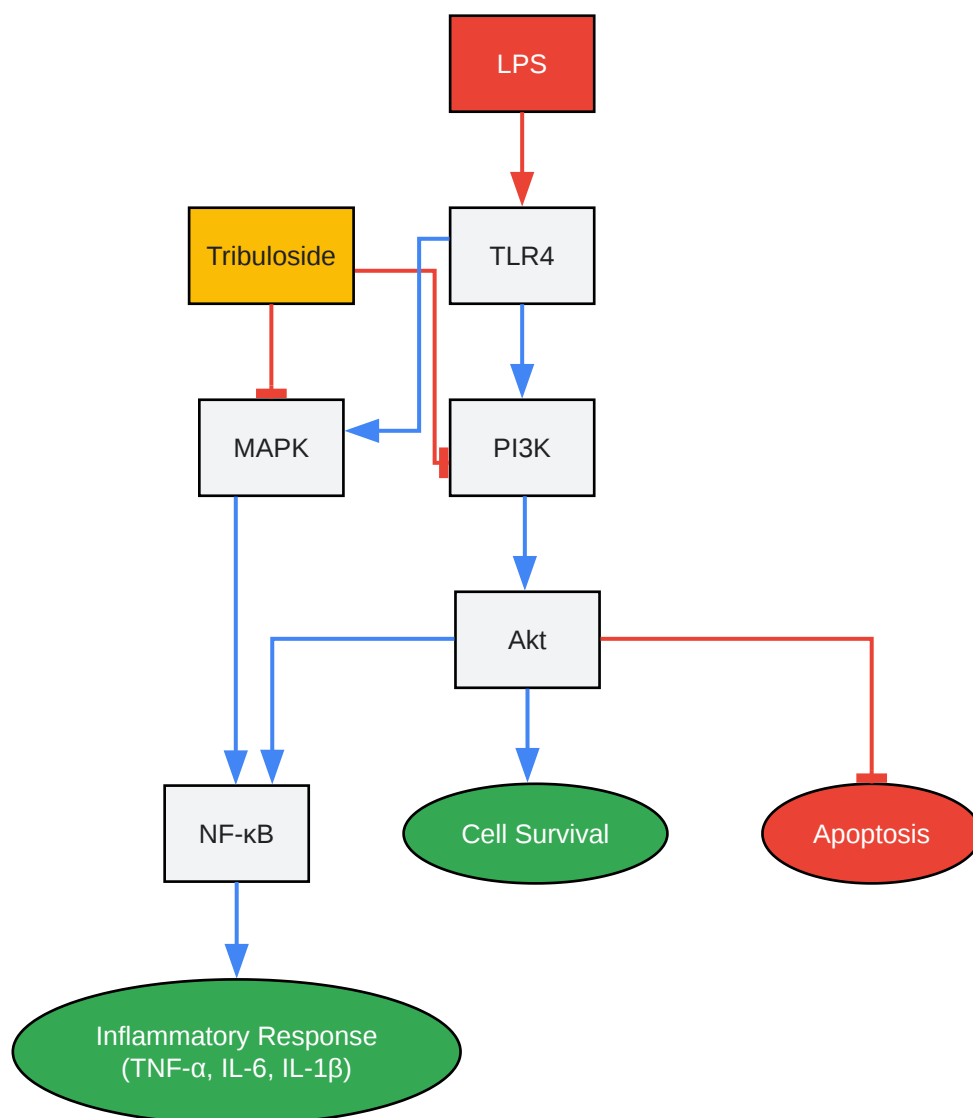 LPS
Tribuloside
TLR4
MAPK
PI3K
Akt
NF-κB
Cell Survival
Apoptosis
Inflammatory Response
(TNF-α, IL-6, IL-1β)